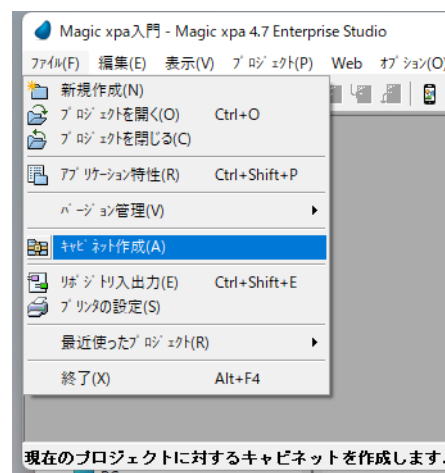 Magic xpa入門 - Magic xpa 4.7 Enterprise Studio
ファイル(F) 編集(E) 表示(V) プロジェクト(P) Web オプション(O)
新規作成(N)
プロジェクトを開く(O) Ctrl+O
プロジェクトを閉じる(C)
アプリケーション特性(R) Ctrl+Shift+P
バージョン管理(V)
キャビネット作成(A)
リポジトリ入出力(E) Ctrl+Shift+E
プリンタの設定(S)
最近使ったプロジェクト(R)
終了(X) Alt+F4
現在のプロジェクトに対するキャビネットを作成します.